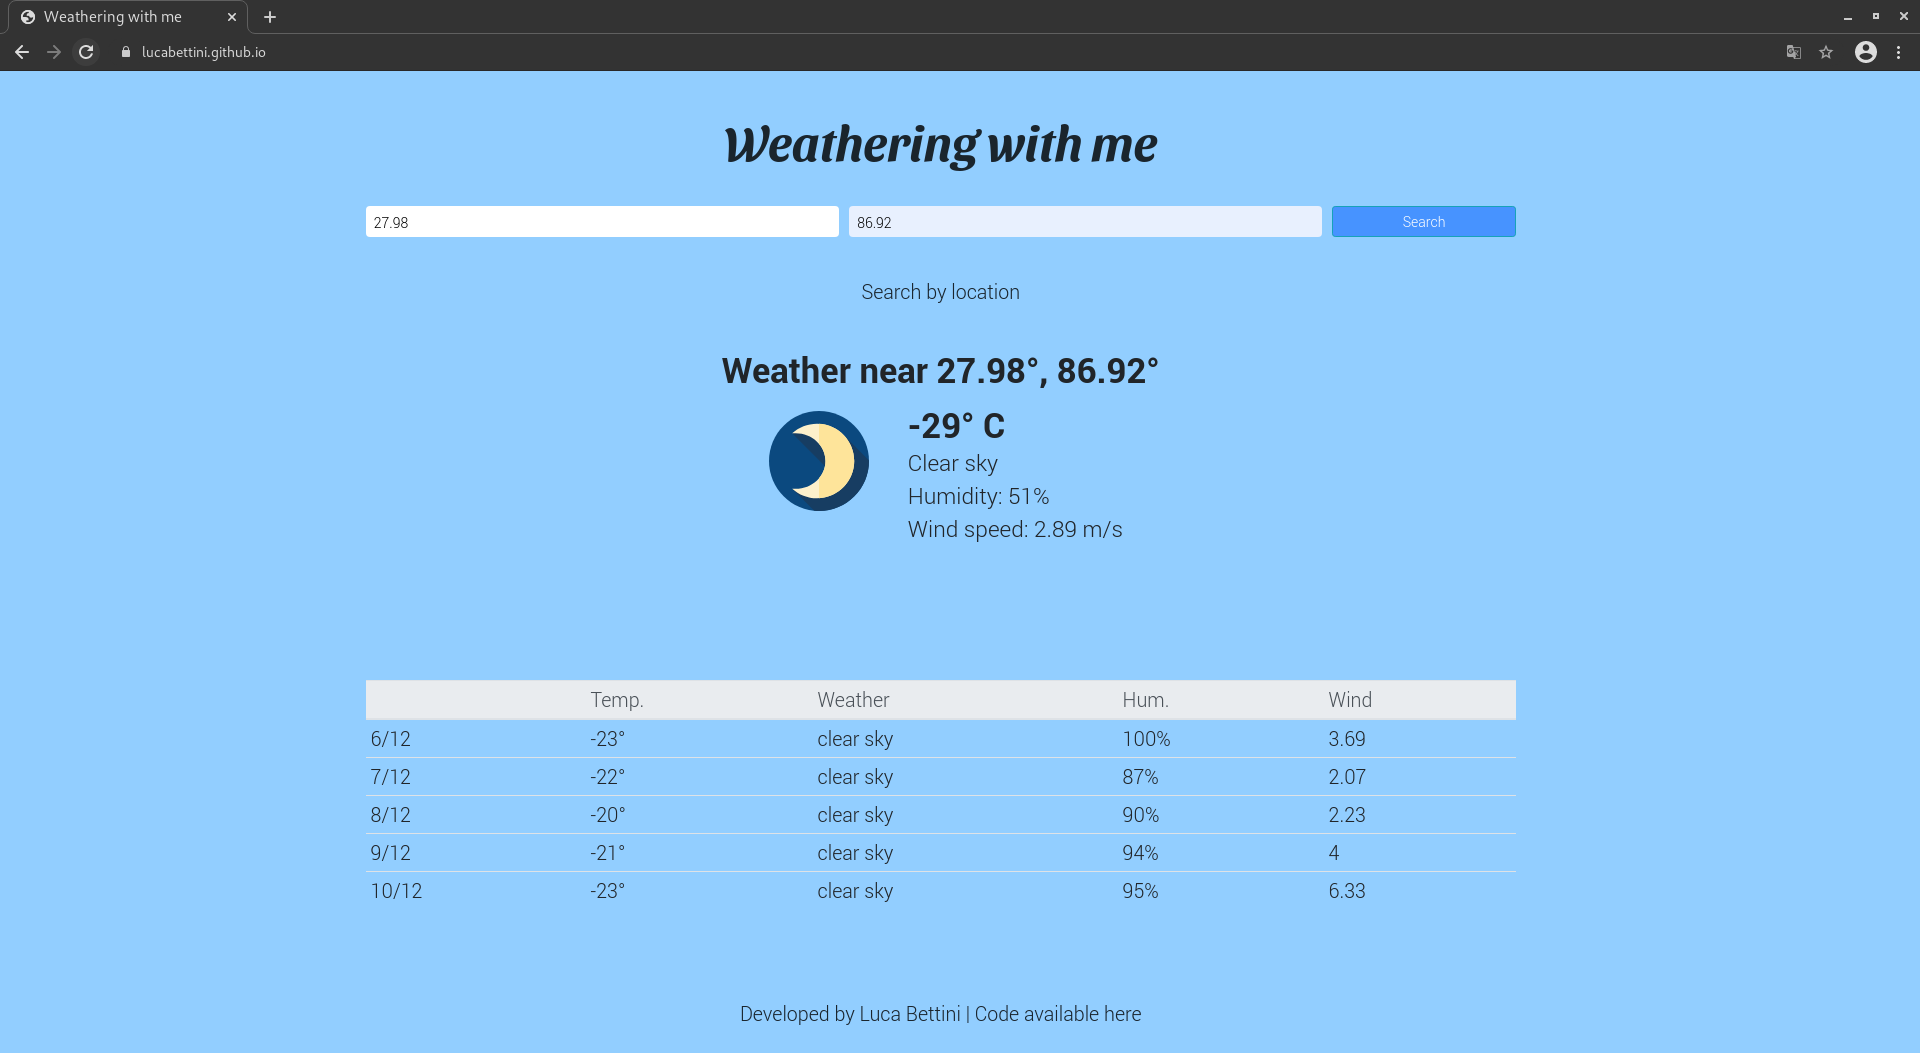 Weathering with me
lucabettini.github.io
Weathering with me
27.98 86.92 Search
Search by location
Weather near 27.98°, 86.92°
-29° C
Clear sky
Humidity: 51%
Wind speed: 2.89 m/s
Temp. Weather Hum. Wind
6/12 -23° clear sky 100% 3.69
7/12 -22° clear sky 87% 2.07
8/12 -20° clear sky 90% 2.23
9/12 -21° clear sky 94% 4
10/12 -23° clear sky 95% 6.33
Developed by Luca Bettini | Code available here